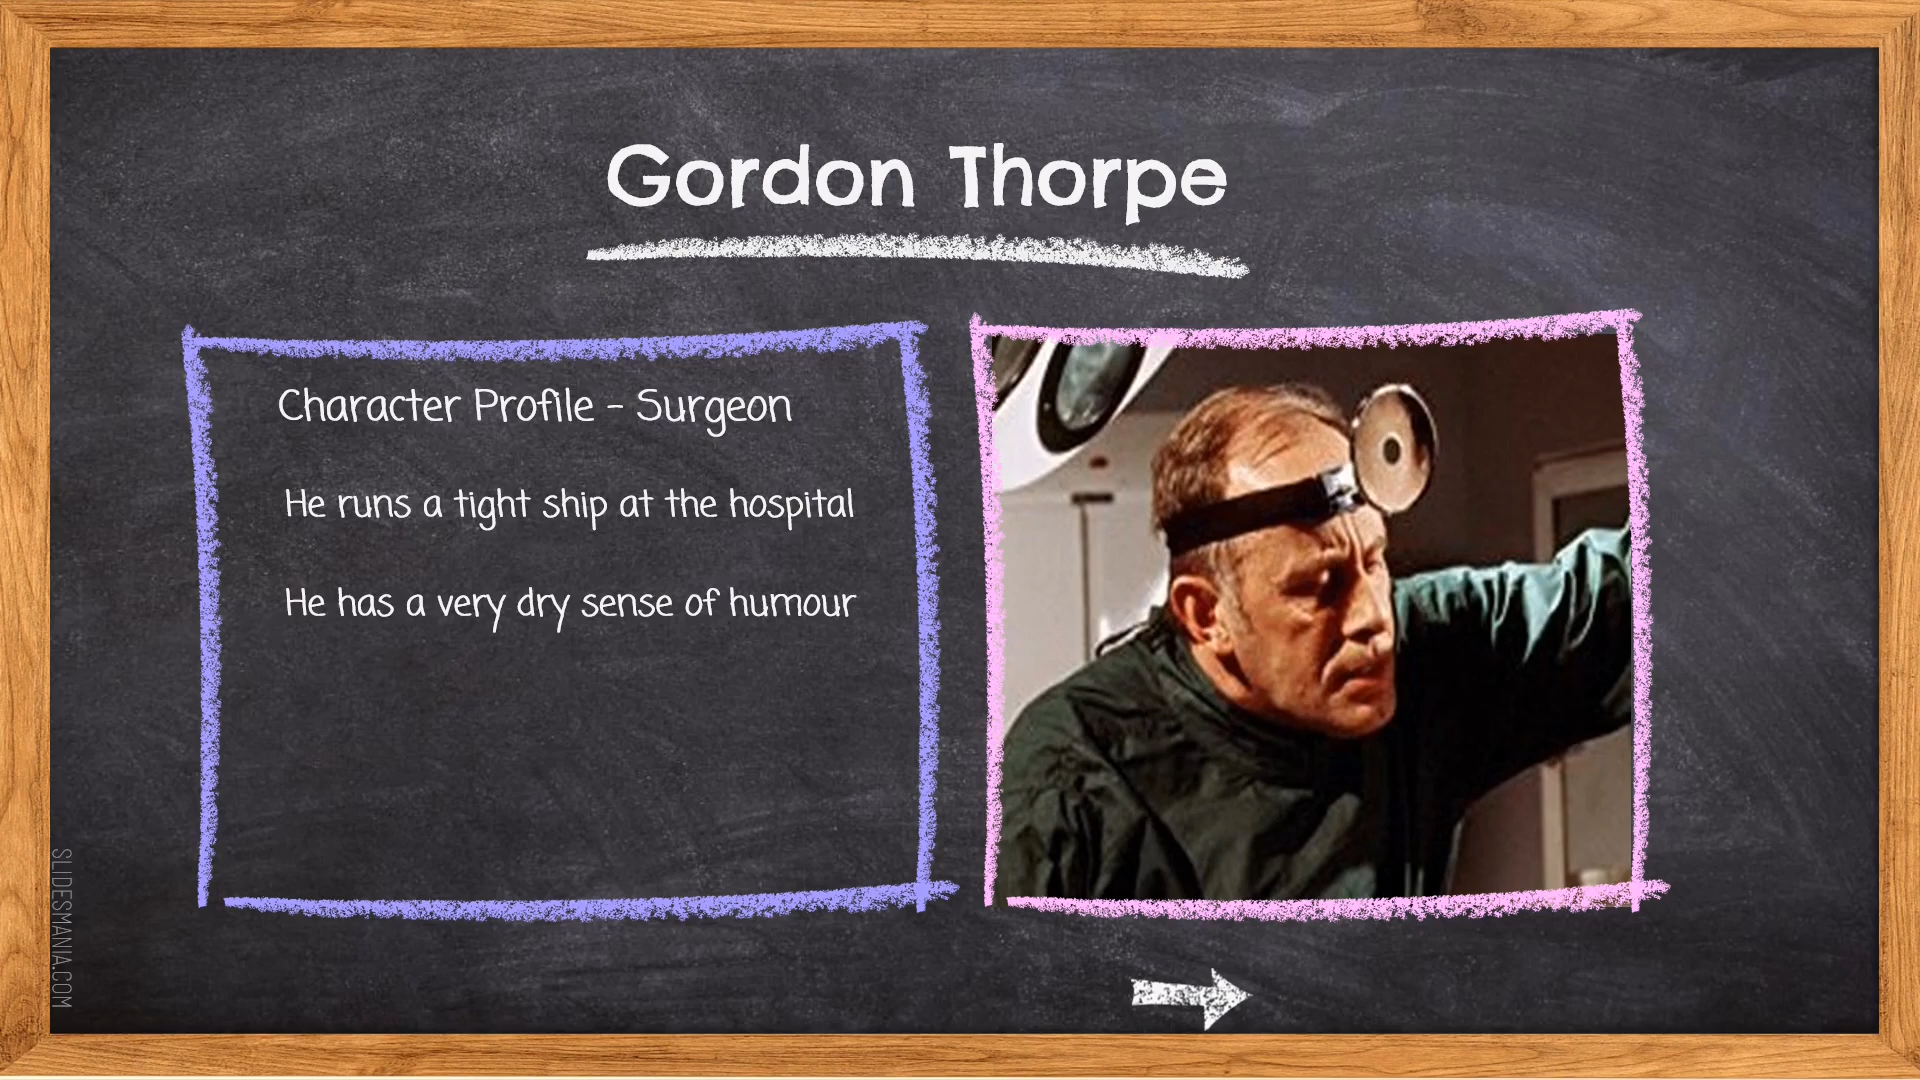 Gordon Thorpe
Character Profile - Surgeon
He runs a tight ship at the hospital
He has a very dry sense of humour
SLIDESMANIA.COM